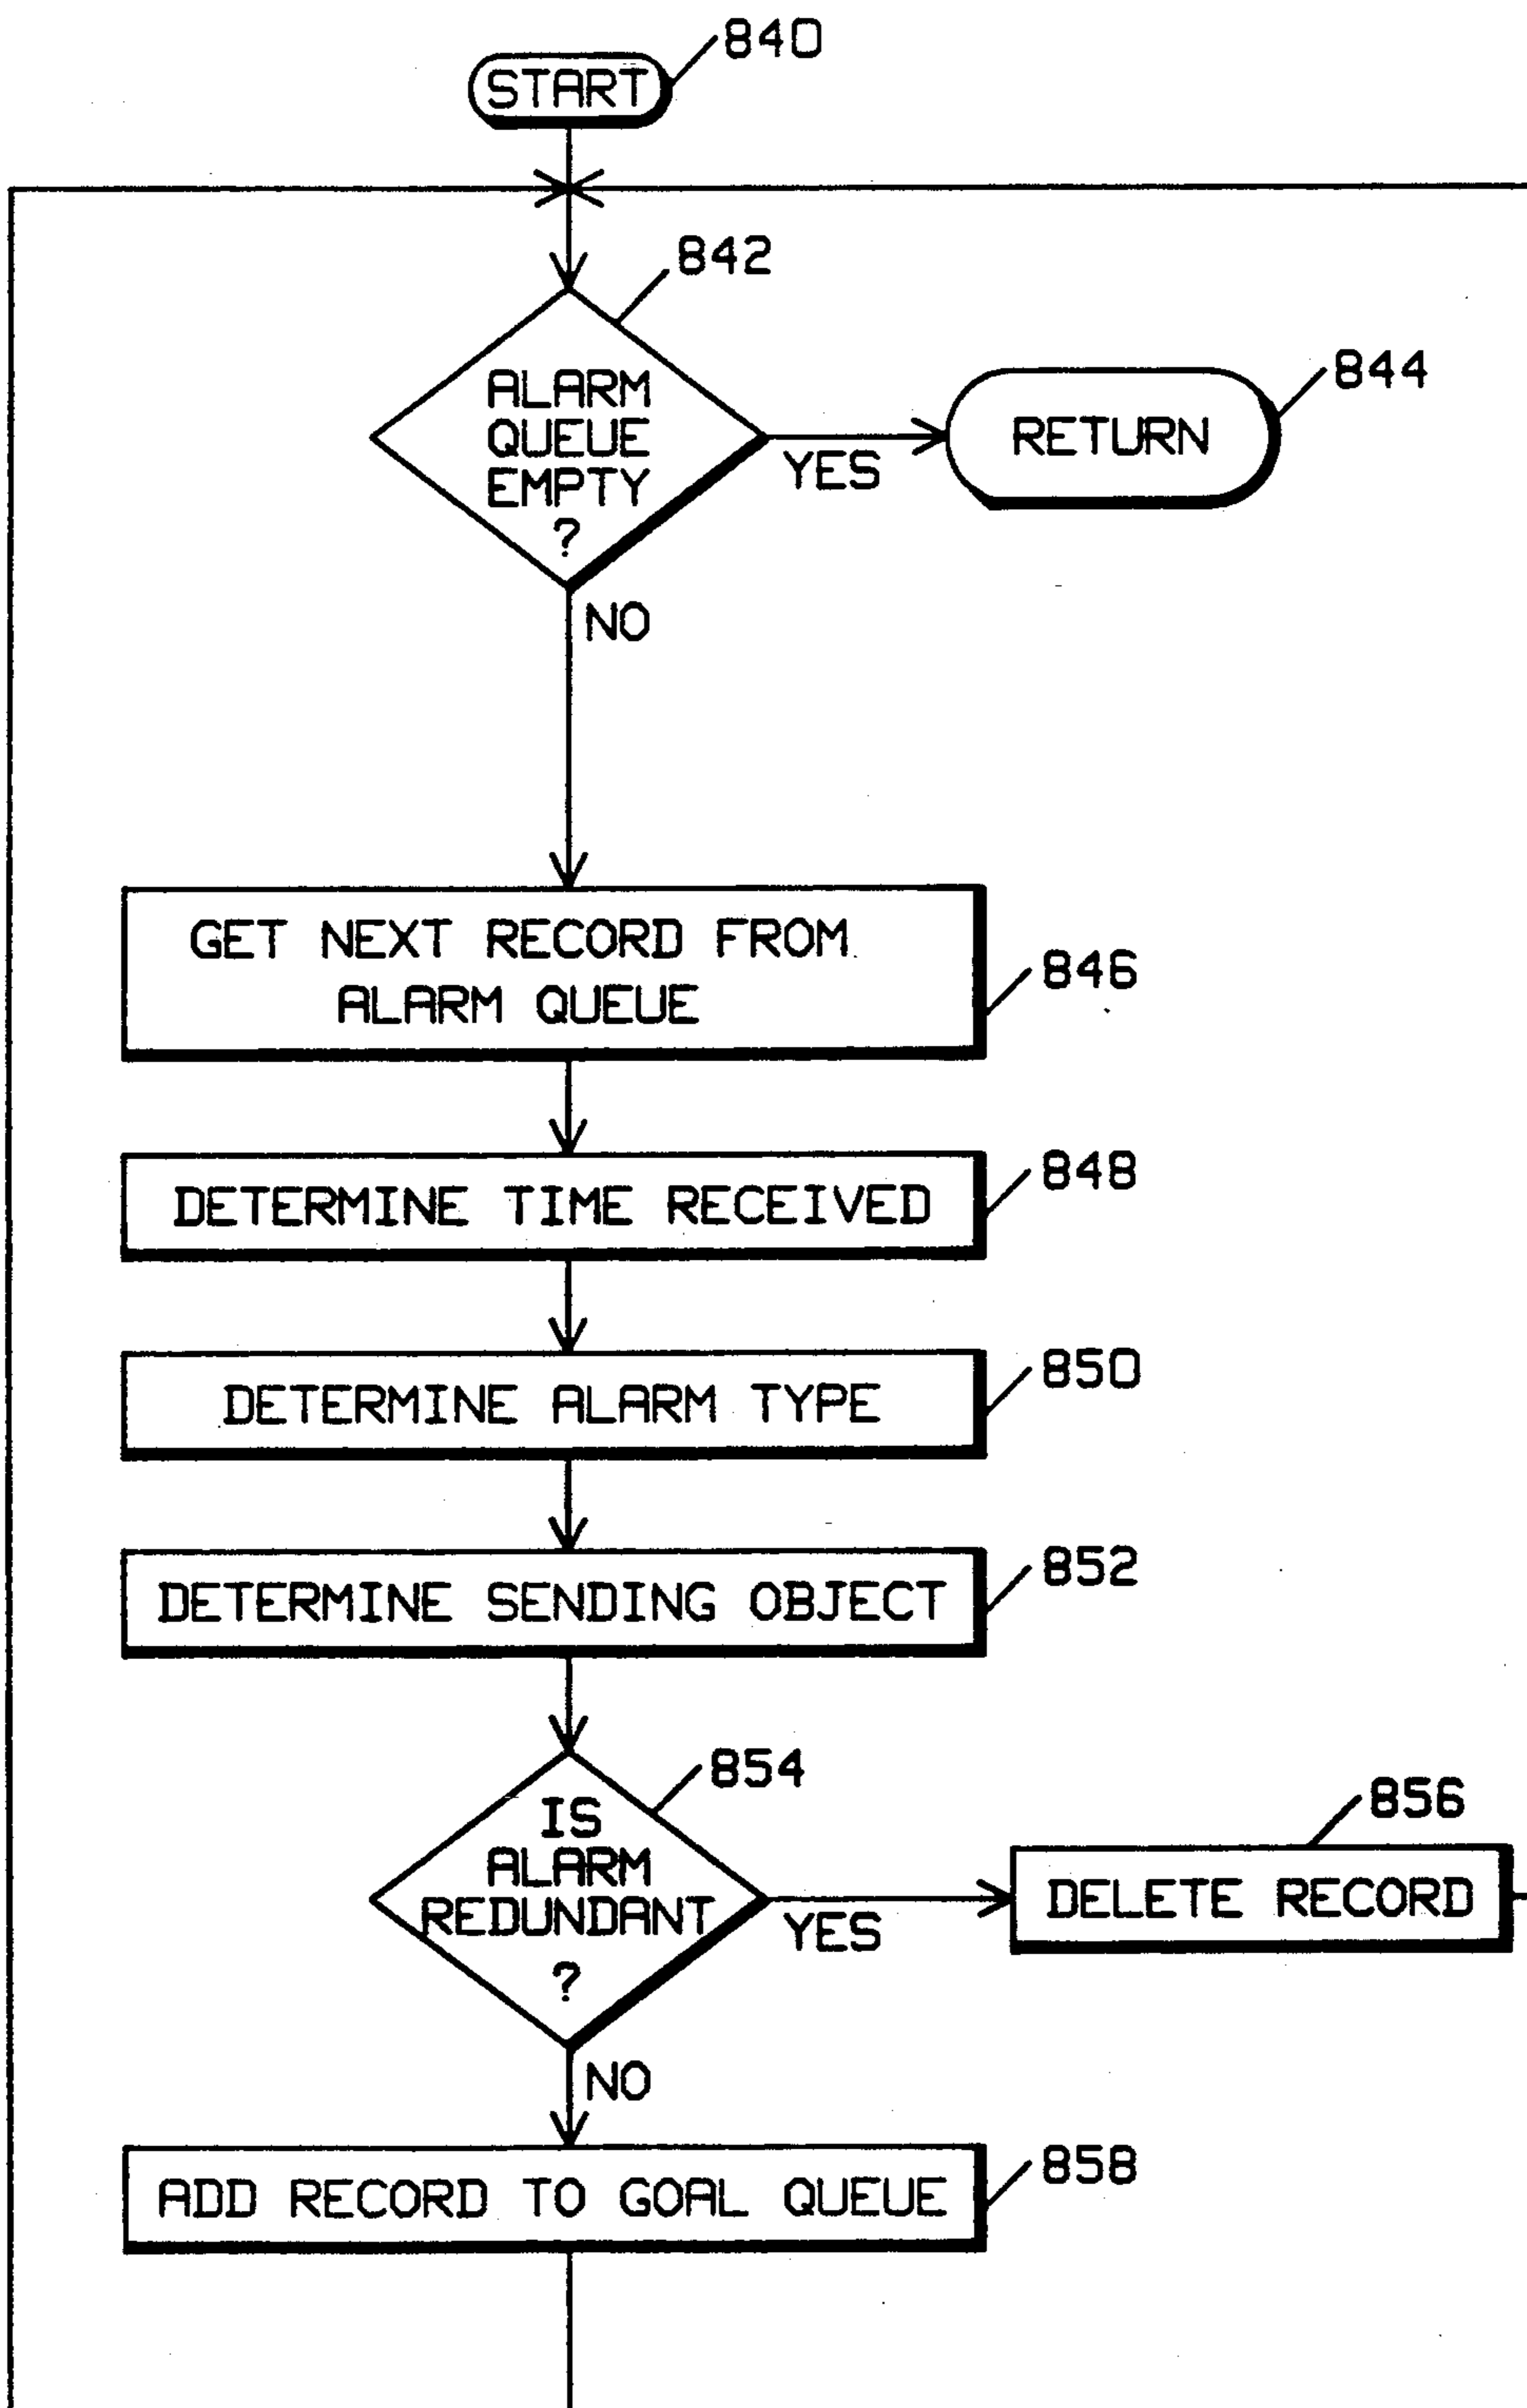 840
START
842
ALARM
QUEUE
EMPTY
?
YES
844
RETURN
NO
GET NEXT RECORD FROM
ALARM QUEUE
846
DETERMINE TIME RECEIVED
848
DETERMINE ALARM TYPE
850
DETERMINE SENDING OBJECT
852
854
IS
ALARM
REDUNDANT
?
YES
856
DELETE RECORD
NO
ADD RECORD TO GOAL QUEUE
858